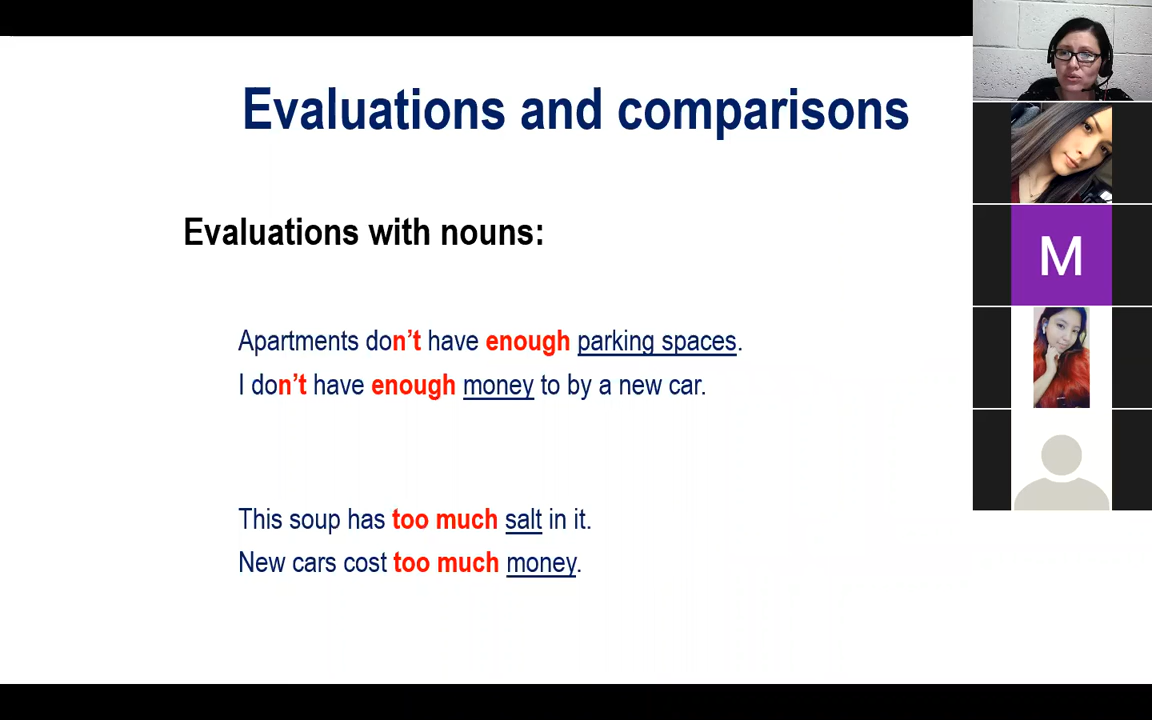 Evaluations and comparisons
Evaluations with nouns:
Apartments don’t have enough parking spaces.
I don’t have enough money to by a new car.
This soup has too much salt in it.
New cars cost too much money.
M